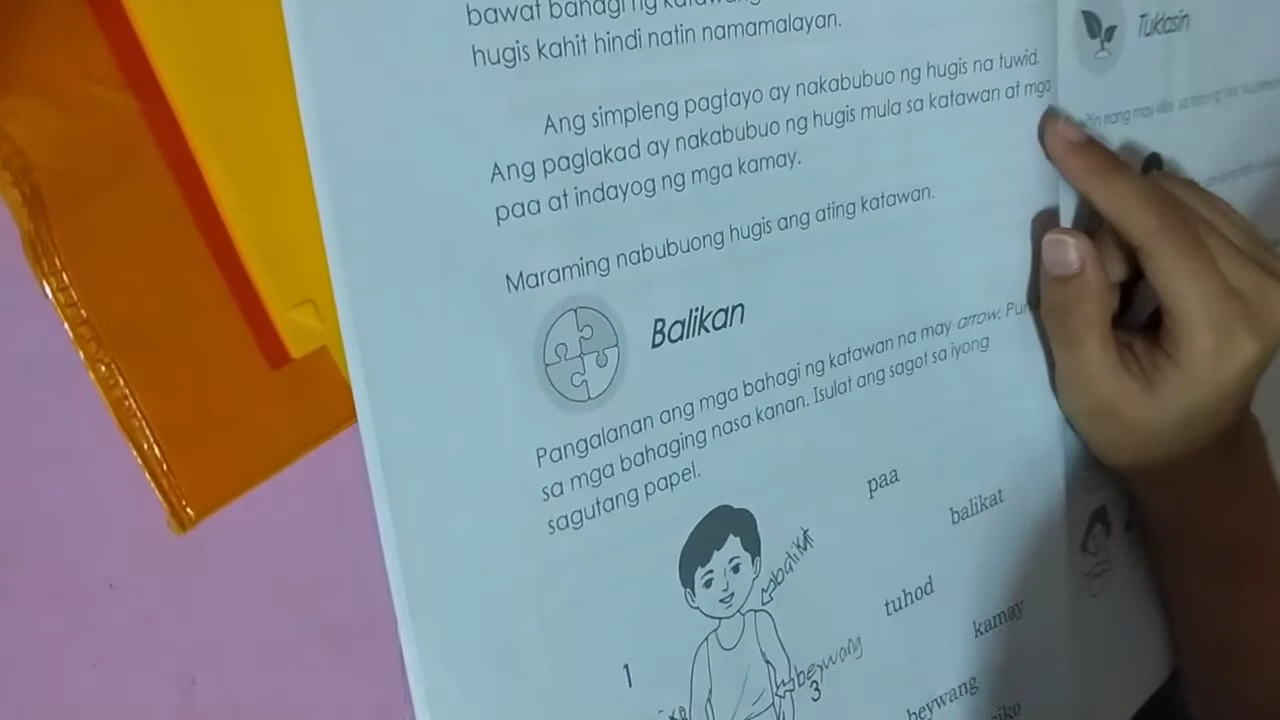 bawat bahagi ng
hugis kahit hindi natin namamalayan.
Ang simpleng pagtayo ay nakabubuo ng hugis na tuwid.
Ang paglakad ay nakabubuo ng hugis mula sa katawan at mga
paa at indayog ng mga kamay.
Maraming nabubuong hugis ang ating katawan.
Balikan
Pangalanan ang mga bahagi ng katawan na may arrow.
sa mga bahaging nasa kanan. Isulat ang sagot sa iyong
sagutang papel.
paa
balikat
balikat
tuhod
kamay
1
beywang
3
beywang
Tuklasin